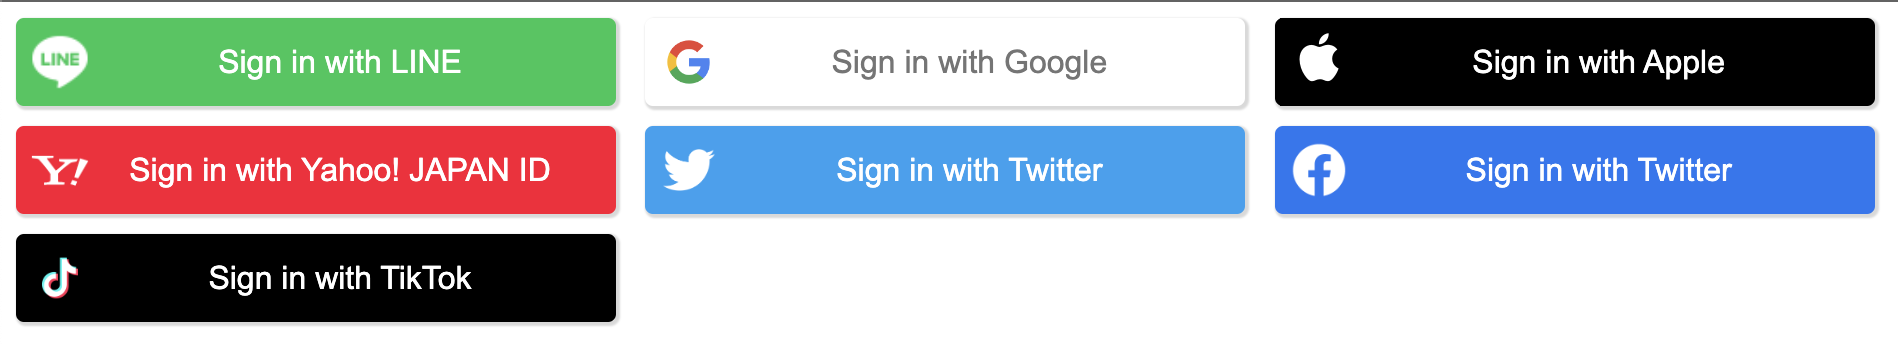 LINE Sign in with LINE
Sign in with Google
Sign in with Apple
Y! Sign in with Yahoo! JAPAN ID
Sign in with Twitter
Sign in with Twitter
Sign in with TikTok